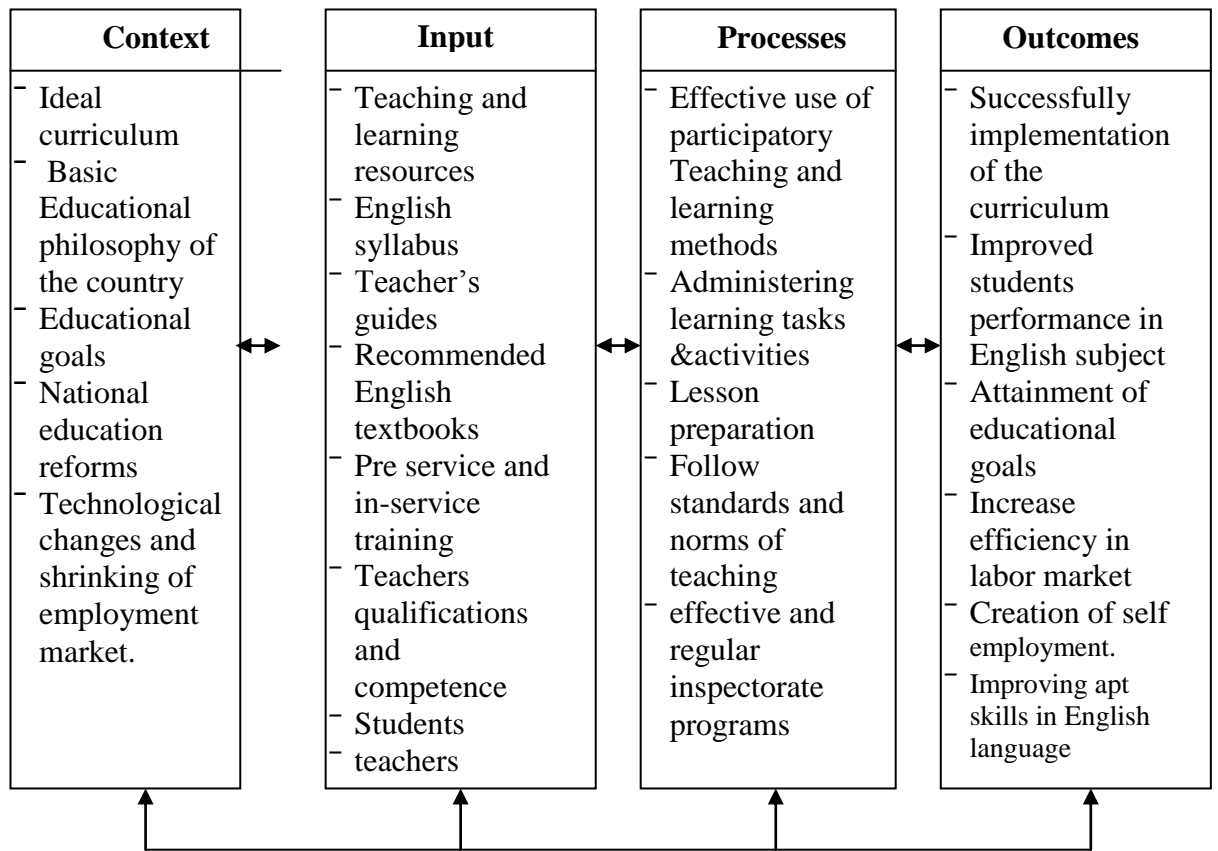 Context
- Ideal
curriculum
- Basic
Educational
philosophy of
the country
- Educational
goals
- National
education
reforms
- Technological
changes and
shrinking of
employment
market.
Input
- Teaching and
learning
resources
- English
syllabus
- Teacher's
guides
- Recommended
English
textbooks
- Pre service and
in-service
training
- Teachers
qualifications
and
competence
- Students
- teachers
Processes
- Effective use of
participatory
Teaching and
learning
methods
- Administering
learning tasks
&activities
- Lesson
preparation
- Follow
standards and
norms of
teaching
- effective and
regular
inspectorate
programs
Outcomes
- Successfully
implementation
of the
curriculum
- Improved
students
performance in
English subject
- Attainment of
educational
goals
- Increase
efficiency in
labor market
- Creation of self
employment.
- Improving apt
skills in English
language